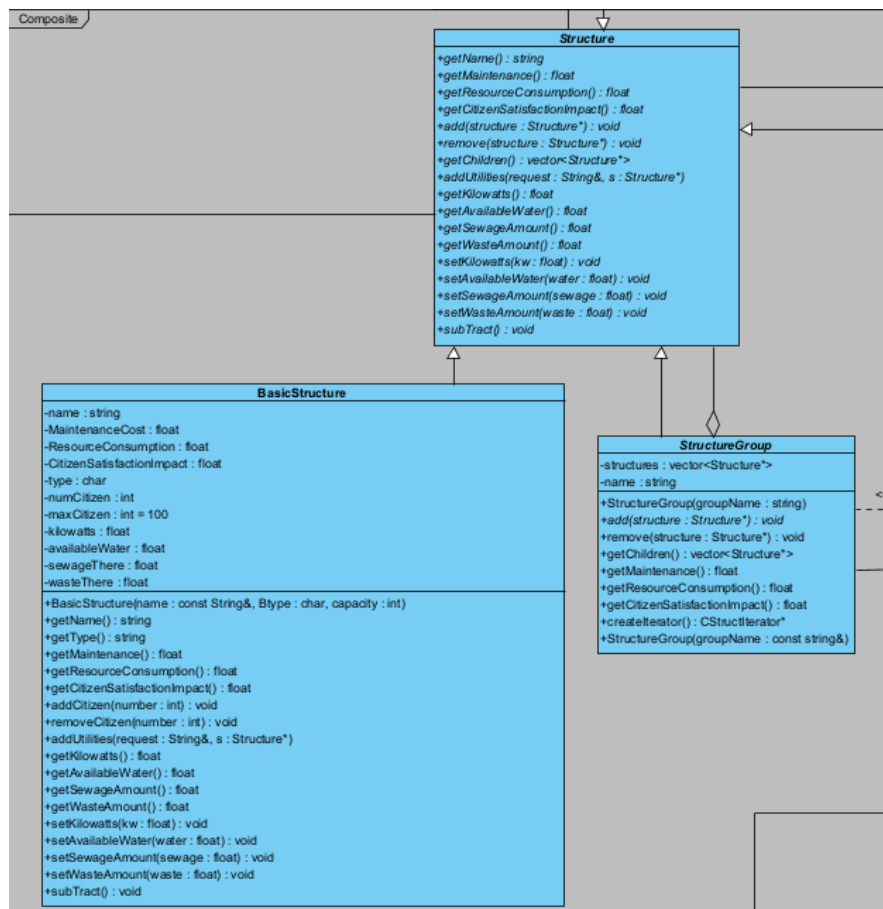 Composite
Structure
+getName() : string
+getMaintenance() : float
+getResourceConsumption() : float
+getCitizenSatisfactionImpact() : float
+add(structure : Structure*) : void
+remove(structure : Structure*) : void
+getChildren() : vector<Structure*>
+addUtilities(request : String&, s : Structure*)
+getKilowatts() : float
+getAvailableWater() : float
+getSewageAmount() : float
+getWasteAmount() : float
+setKilowatts(kw : float) : void
+setAvailableWater(water : float) : void
+setSewageAmount(sewage : float) : void
+setWasteAmount(waste : float) : void
+subTract() : void
BasicStructure
-name : string
-MaintenanceCost : float
-ResourceConsumption : float
-CitizenSatisfactionImpact : float
-type : char
-numCitizen : int
-maxCitizen : int = 100
-kilowatts : float
-availableWater : float
-sewageThere : float
-wasteThere : float
+BasicStructure(name : const String&, Btype : char, capacity : int)
+getName() : string
+getType() : string
+getMaintenance() : float
+getResourceConsumption() : float
+getCitizenSatisfactionImpact() : float
+addCitizen(number : int) : void
+removeCitizen(number : int) : void
+addUtilities(request : String&, s : Structure*)
+getKilowatts() : float
+getAvailableWater() : float
+getSewageAmount() : float
+getWasteAmount() : float
+setKilowatts(kw : float) : void
+setAvailableWater(water : float) : void
+setSewageAmount(sewage : float) : void
+setWasteAmount(waste : float) : void
+subTract() : void
StructureGroup
-structures : vector<Structure*>
-name : string
+StructureGroup(groupName : string)
+add(structure : Structure*) : void
+remove(structure : Structure*) : void
+getChildren() : vector<Structure*>
+getMaintenance() : float
+getResourceConsumption() : float
+getCitizenSatisfactionImpact() : float
+createIterator() : CStructIterator*
+StructureGroup(groupName : const string&)
<